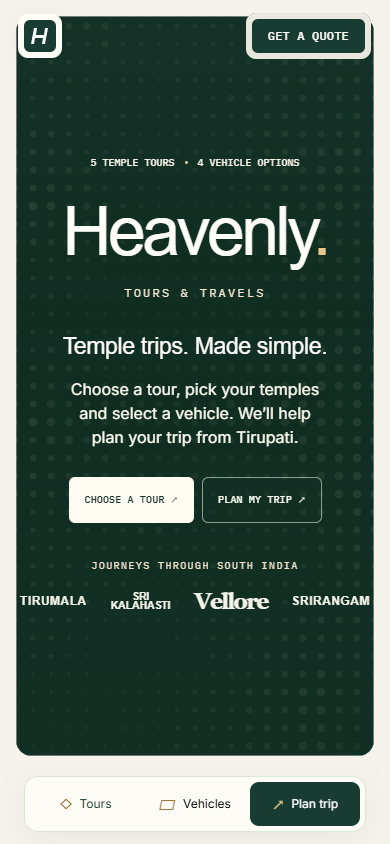 H
GET A QUOTE
5 TEMPLE TOURS • 4 VEHICLE OPTIONS
Heavenly.
TOURS & TRAVELS
Temple trips. Made simple.
Choose a tour, pick your temples
and select a vehicle. We’ll help
plan your trip from Tirupati.
CHOOSE A TOUR ↗
PLAN MY TRIP ↗
JOURNEYS THROUGH SOUTH INDIA
TIRUMALA
SRI
KALAHASTI
Vellore
SRIRANGAM
Tours
Vehicles
Plan trip